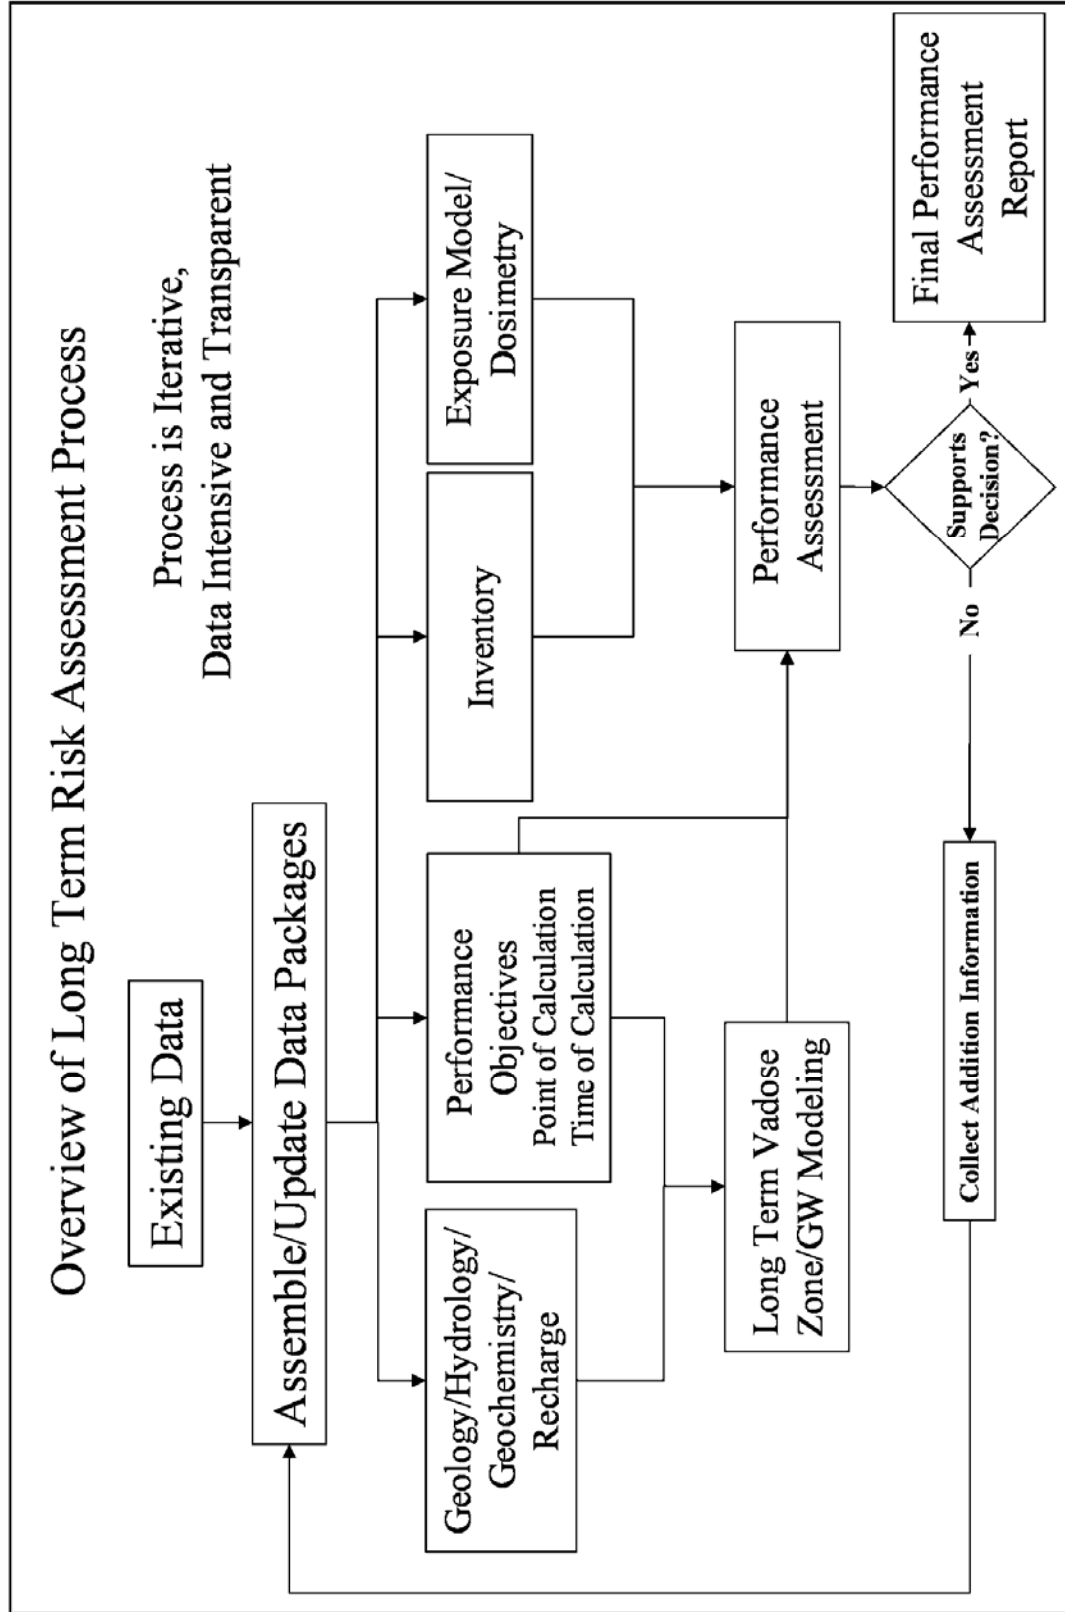 Overview of Long Term Risk Assessment Process
Process is Iterative,
Data Intensive and Transparent
Existing Data
Assemble/Update Data Packages
Geology/Hydrology/
Geochemistry/
Recharge
Performance
Objectives
Point of Calculation
Time of Calculation
Inventory
Exposure Model/
Dosimetry
Long Term Vadose
Zone/GW Modeling
Performance
Assessment
Supports
Decision?
No
Yes
Collect Addition Information
Final Performance
Assessment
Report